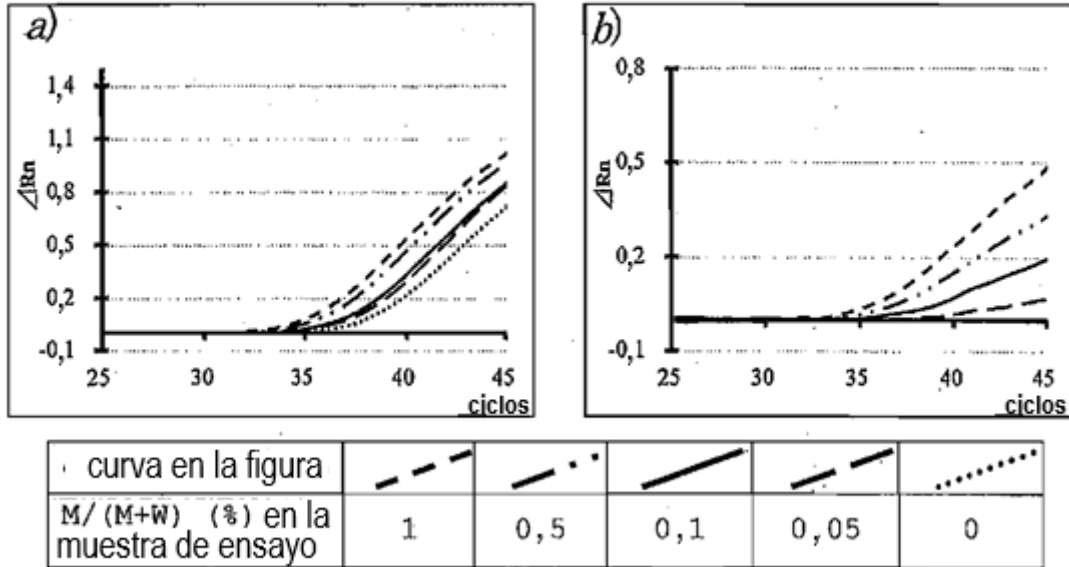 a)
1,4
1,1
0,8
0,5
0,2
-0,1
ΔRn
25 30 35 40 45
ciclos
b)
0,8
0,5
0,2
-0,1
ΔRn
25 30 35 40 45
ciclos
curva en la figura
M/(M+W) (%) en la
muestra de ensayo
1 0,5 0,1 0,05 0